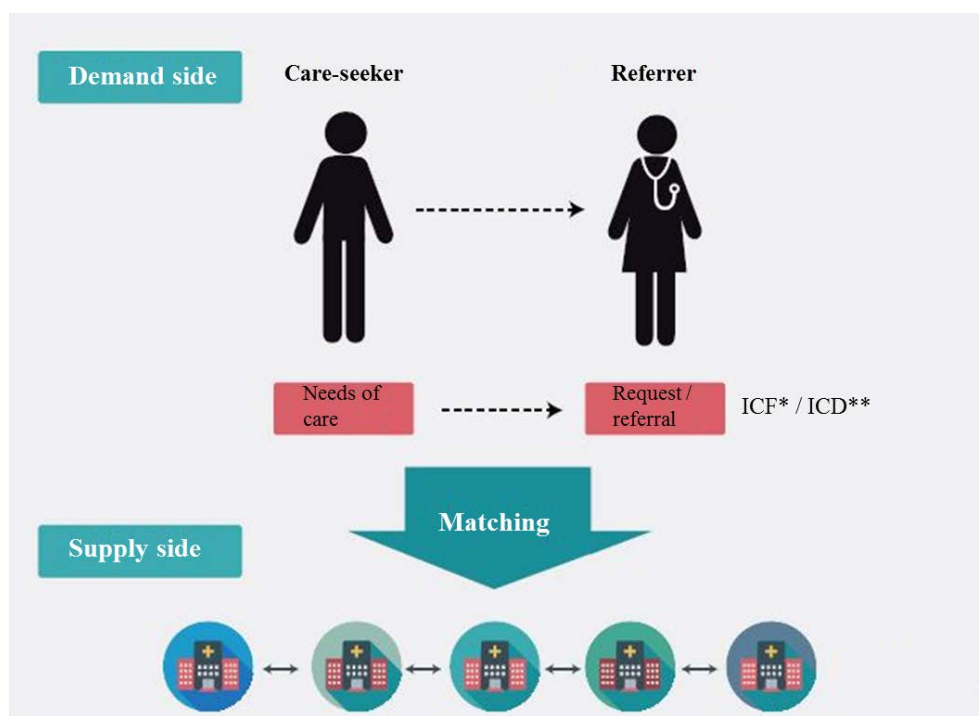 Demand side
Care-seeker
Referrer
Needs of
care
Request /
referral
ICF* / ICD**
Matching
Supply side